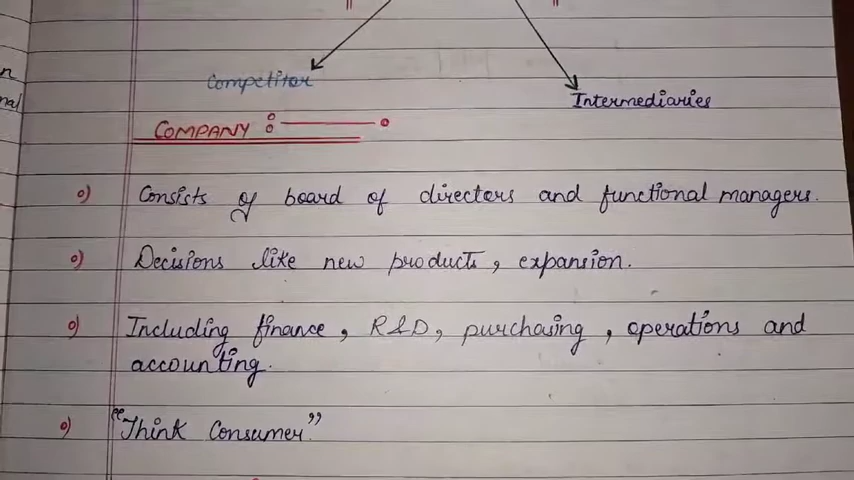 Competitor
Intermediaries
COMPANY :
o) Consists of board of directors and functional managers.
o) Decisions like new products, expansion.
o) Including finance, R&D, purchasing, operations and
accounting.
o) "Think Consumer"